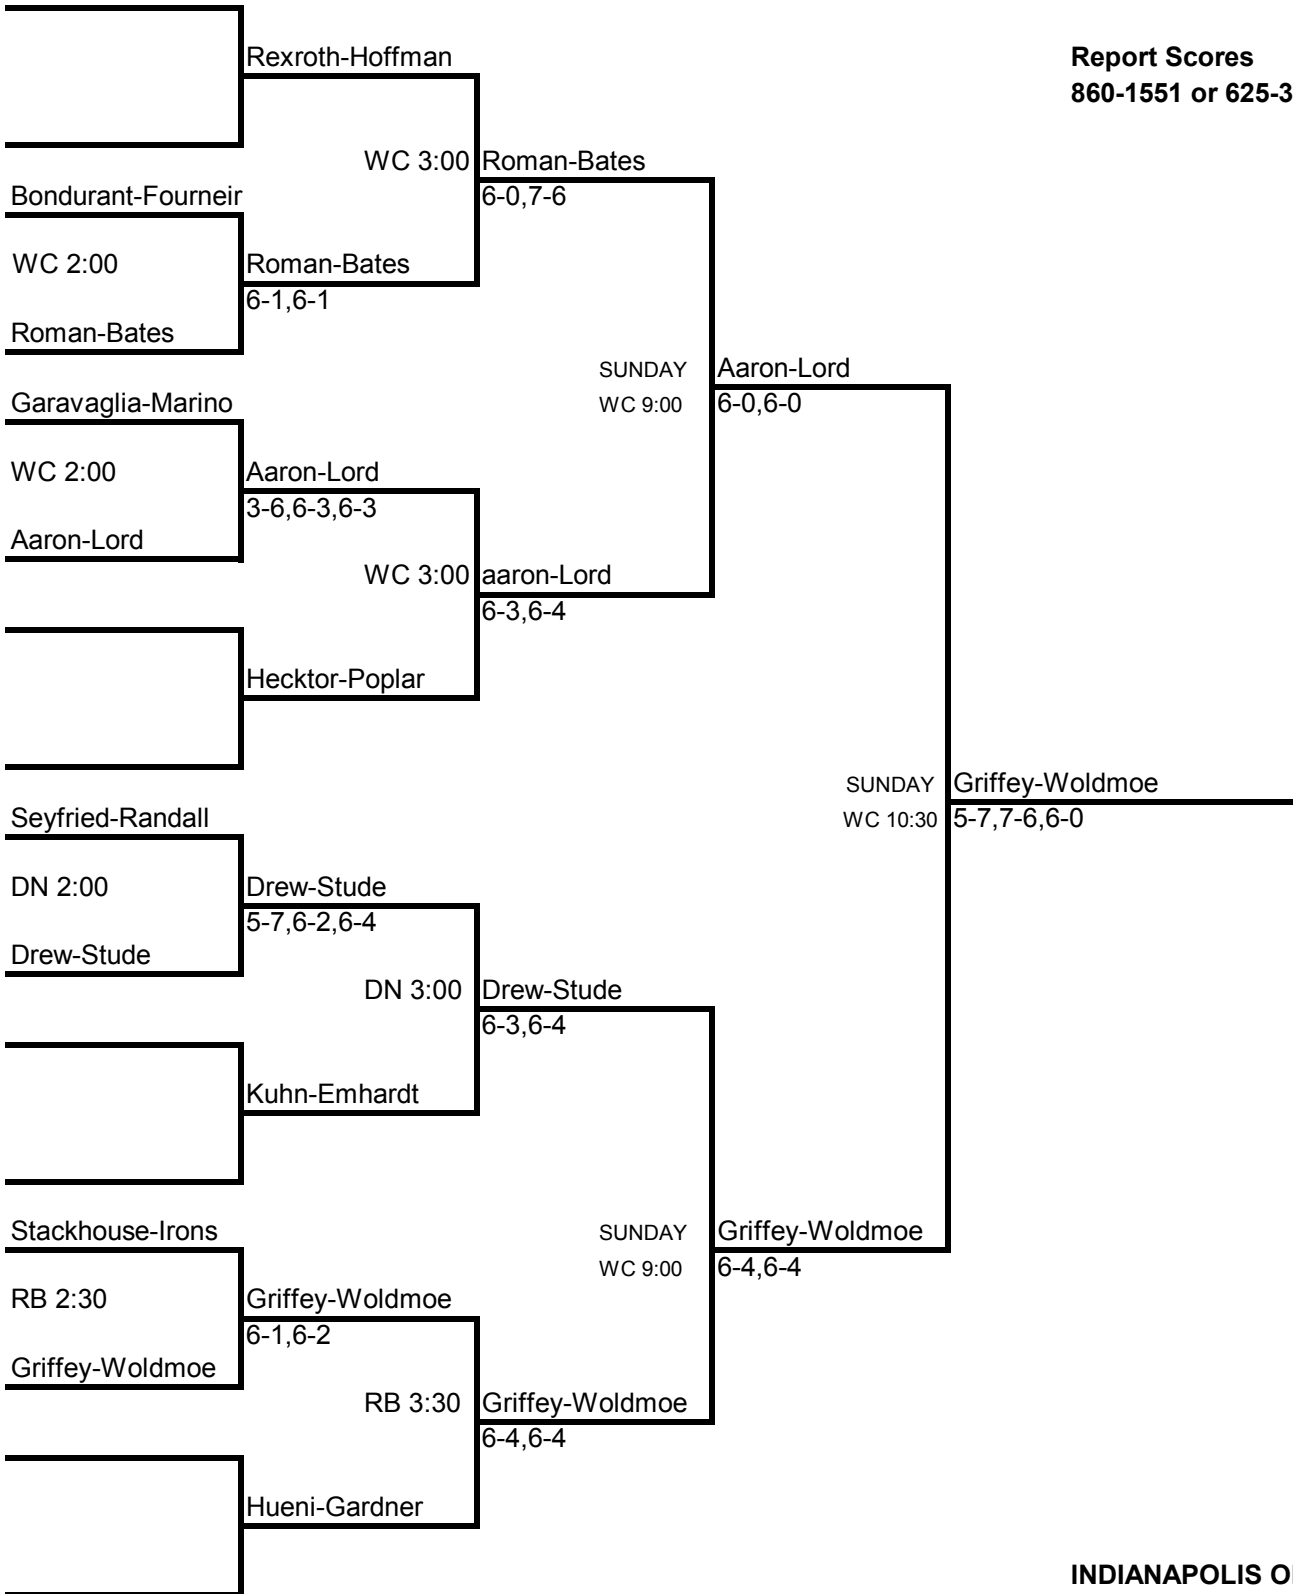 Rexroth-Hoffman
Report Scores
860-1551 or 625-3
WC 3:00 Roman-Bates
Bondurant-Fourneir
6-0,7-6
WC 2:00
Roman-Bates
6-1,6-1
Roman-Bates
SUNDAY
Aaron-Lord
Garavaglia-Marino
WC 9:00
6-0,6-0
WC 2:00
Aaron-Lord
3-6,6-3,6-3
Aaron-Lord
WC 3:00 aaron-Lord
6-3,6-4
Hecktor-Poplar
SUNDAY
Griffey-Woldmoe
Seyfried-Randall
WC 10:30
5-7,7-6,6-0
DN 2:00
Drew-Stude
5-7,6-2,6-4
Drew-Stude
DN 3:00
Drew-Stude
6-3,6-4
Kuhn-Emhardt
Stackhouse-Irons
SUNDAY
Griffey-Woldmoe
WC 9:00
6-4,6-4
RB 2:30
Griffey-Woldmoe
6-1,6-2
Griffey-Woldmoe
RB 3:30
Griffey-Woldmoe
6-4,6-4
Hueni-Gardner
INDIANAPOLIS